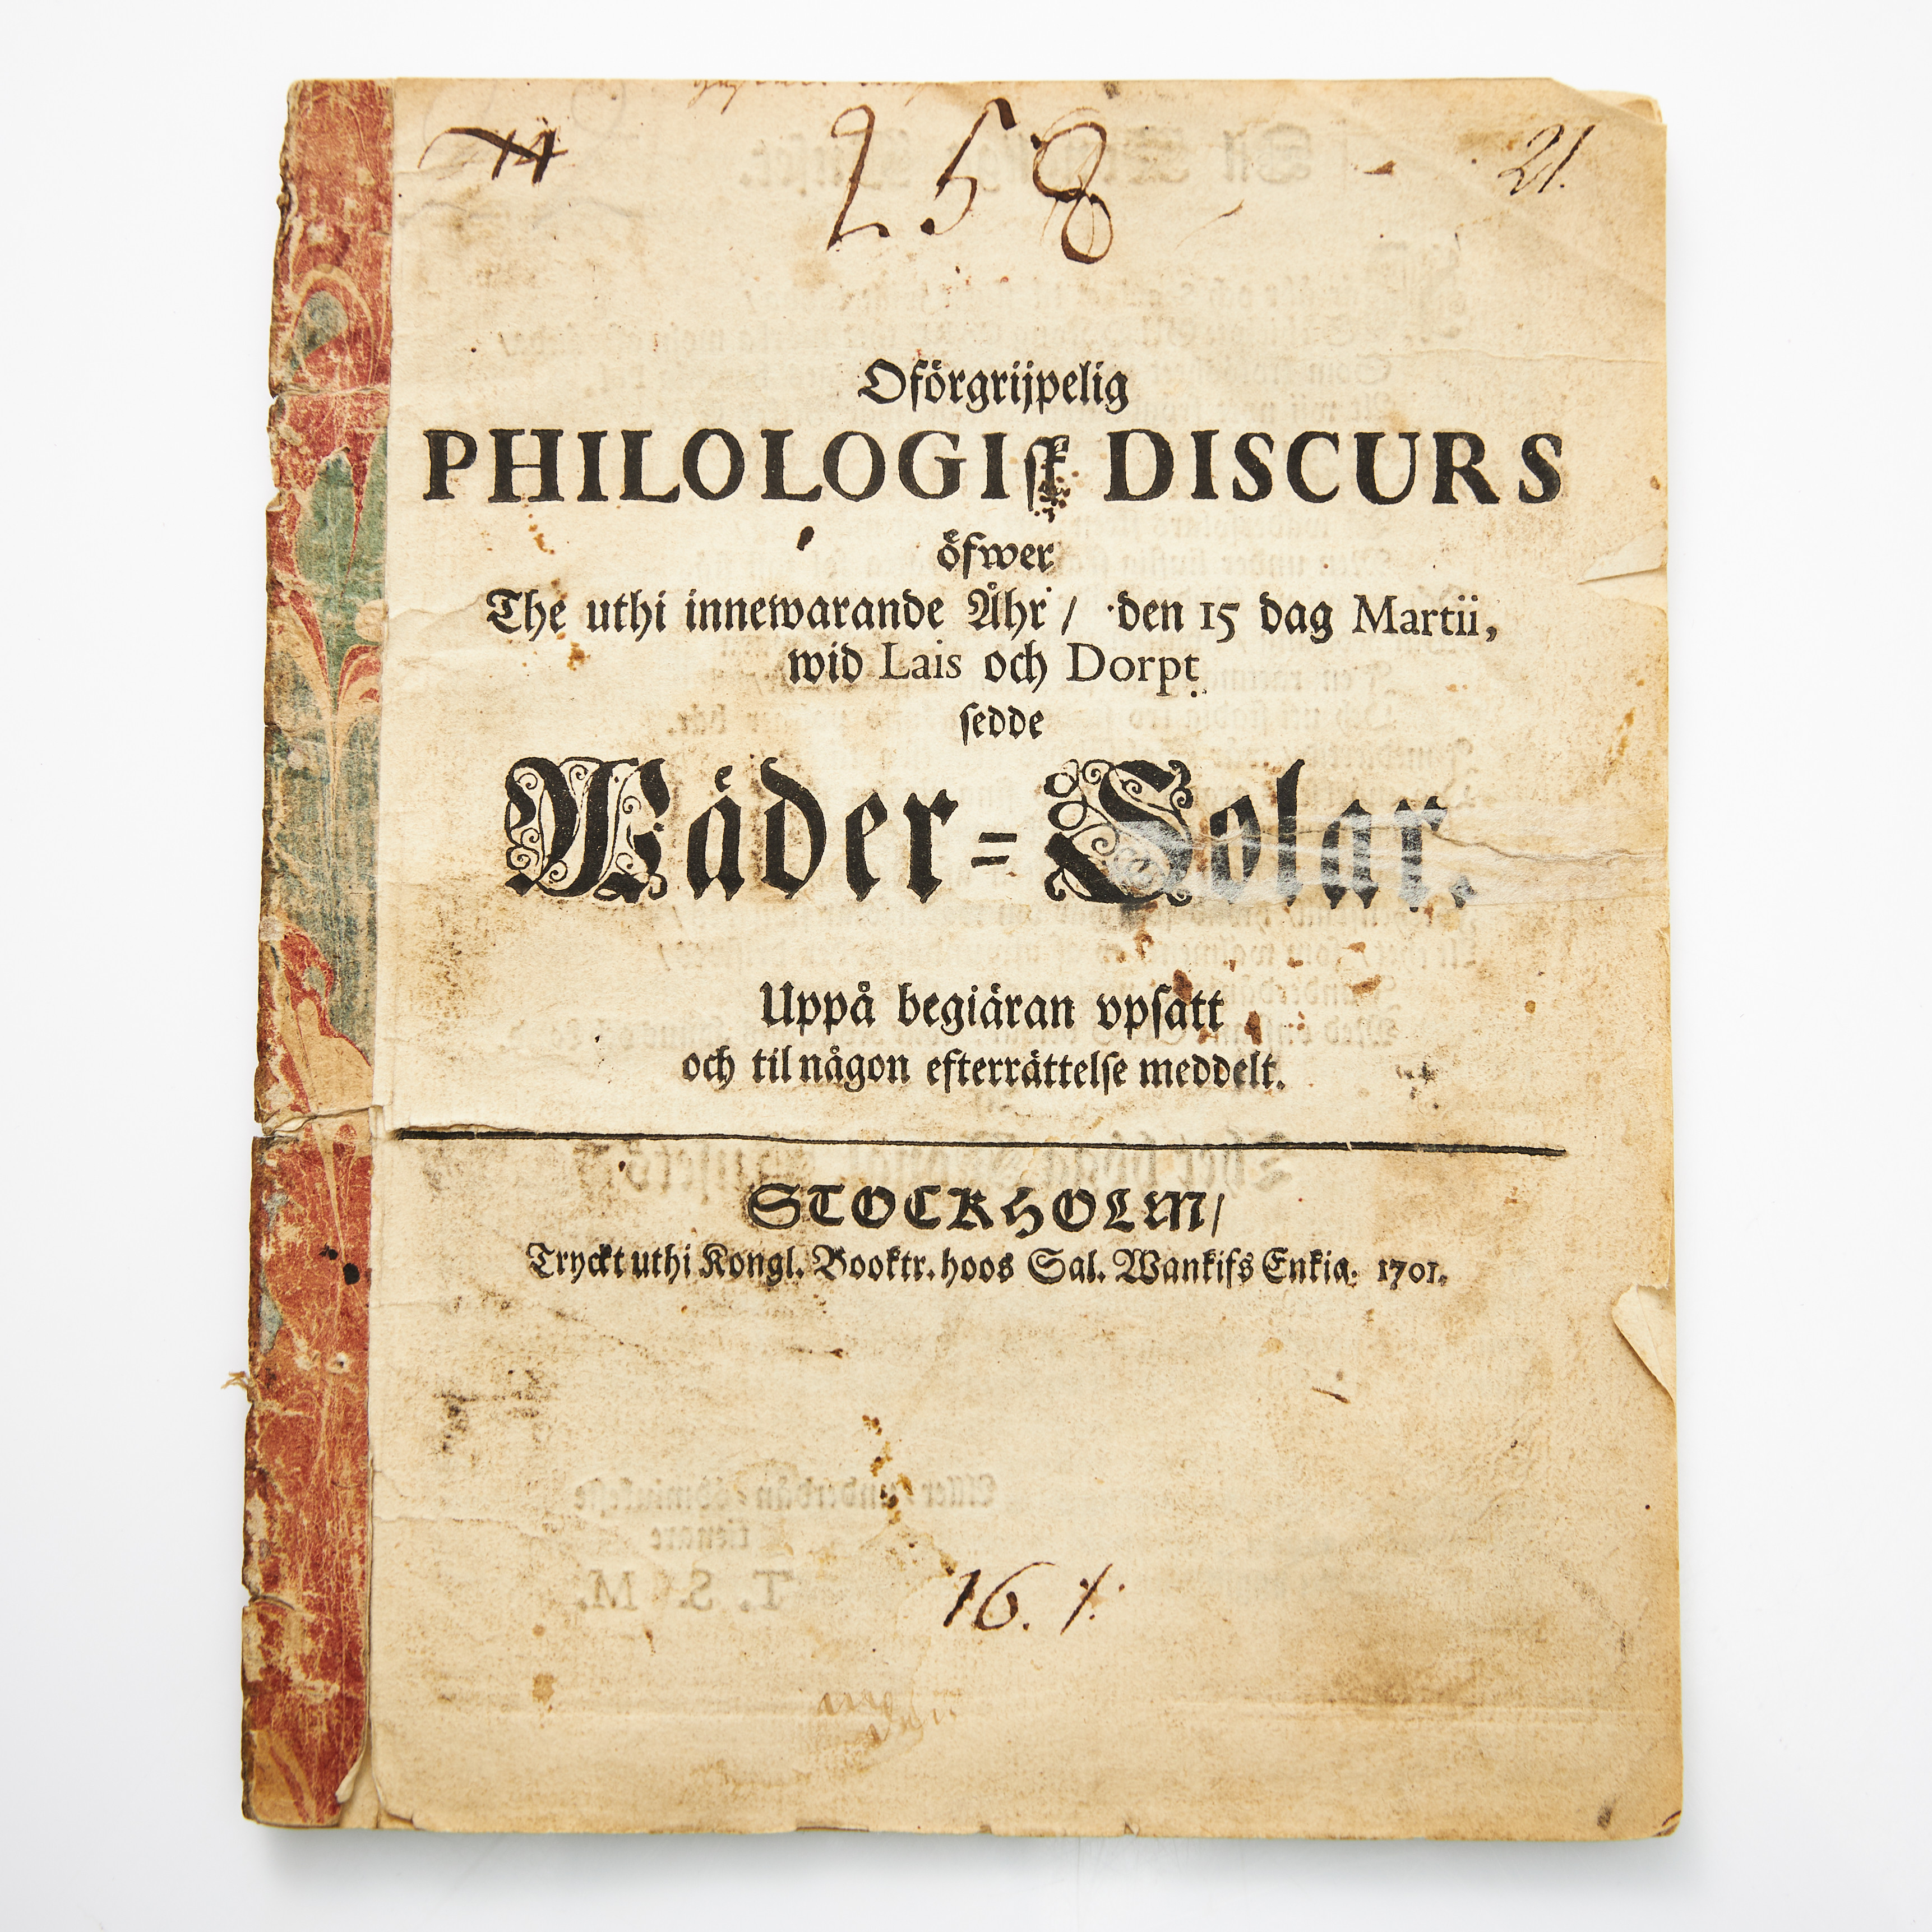 258
21.
Oförgrijpelig
PHILOLOGIſk DISCURS
öfwer
The uthi innewarande Åhr / den 15 dag Martii,
wid Lais och Dorpt
ſedde
Wäder=Solar.
Uppå begiäran vpſatt
och til någon efterrättelſe meddelt.
STOCKHOLM/
Tryckt uthi Kongl. Booktr. hoos Sal. Wankifs Enkia. 1701.
16.